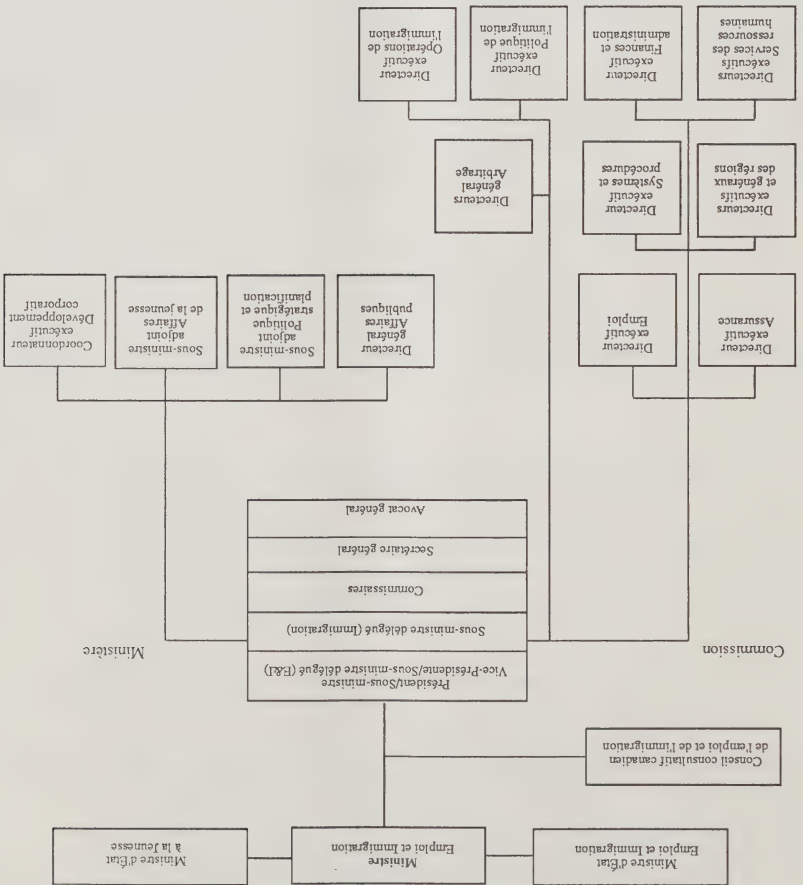 Ministre d'État
Emploi et Immigration
Ministre
Emploi et Immigration
Ministre d'État
à la Jeunesse
Conseil consultatif canadien
de l'emploi et de l'immigration
Président/Sous-ministre
Vice-Présidente/Sous-ministre délégué (E&I)
Sous-ministre délégué (Immigration)
Commissaires
Secrétaire général
Avocat général
Commission
Ministère
Directeur
exécutif
Assurance
Directeur
exécutif
Emploi
Directeur
général
Affaires
publiques
Sous-ministre
adjoint
Politique
stratégique et
planification
Sous-ministre
adjoint
Affaires
de la jeunesse
Coordonnateur
exécutif
Développement
corporatif
Directeurs
exécutifs
et généraux
des régions
Directeur
exécutif
Systèmes et
procédures
Directeurs
général
Arbitrage
Directeurs
exécutifs
Services des
ressources
humaines
Directeur
exécutif
Finances et
administration
Directeur
exécutif
Politique de
l'immigration
Directeur
exécutif
Opérations de
l'immigration